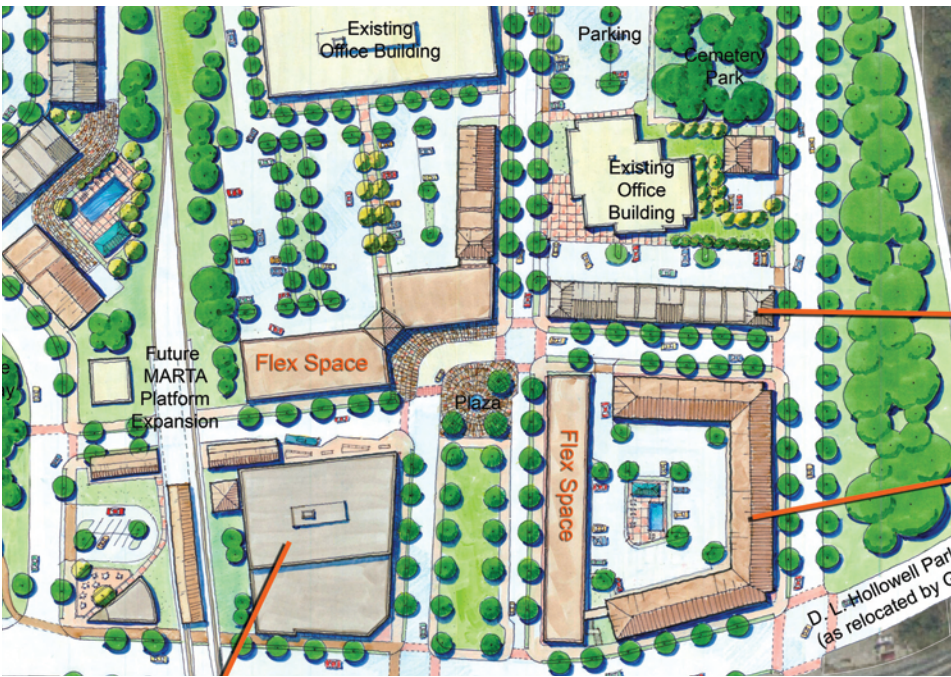 Existing
Office Building
Parking
Cemetery
Park
Existing
Office
Building
Future
MARTA
Platform
Expansion
Flex Space
Plaza
Flex Space
D. L. Hollowell
(as relocated by